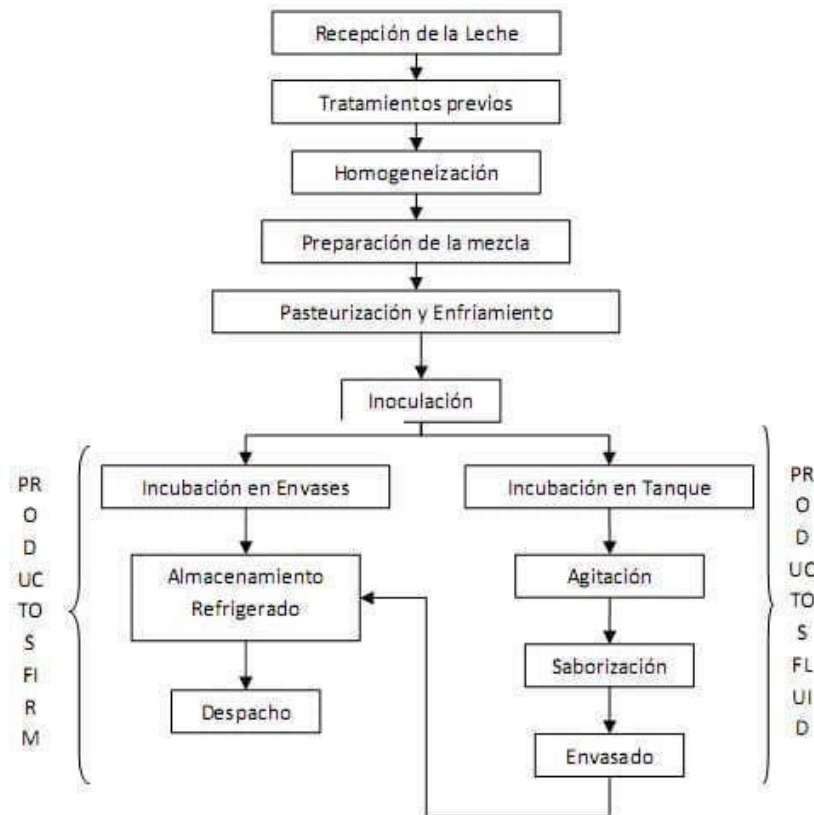 Recepción de la Leche
Tratamientos previos
Homogeneización
Preparación de la mezcla
Pasteurización y Enfriamiento
Inoculación
PR
O
D
UC
TO
S
FI
R
M
Incubación en Envases
Almacenamiento
Refrigerado
Despacho
Incubación en Tanque
Agitación
Saborización
Envasado
PR
O
D
UC
TO
S
FL
UI
D